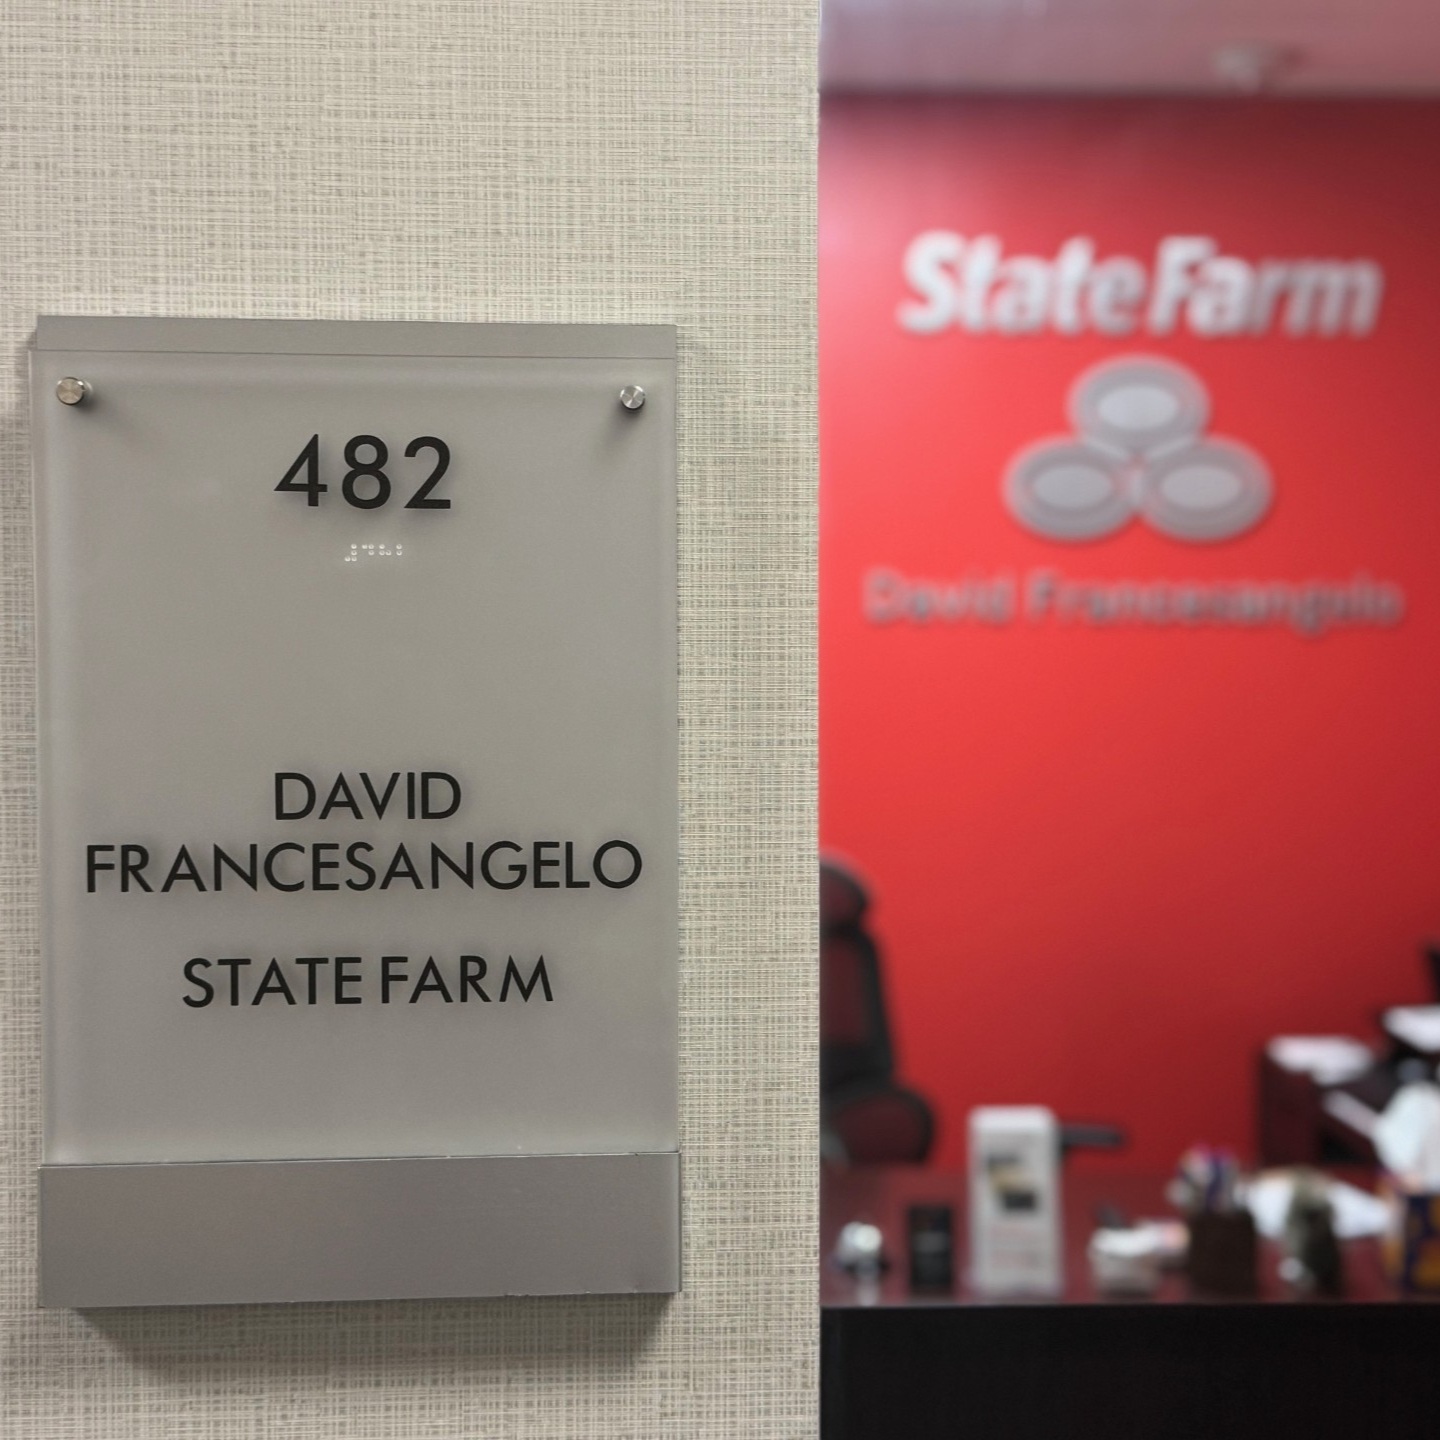 482
⠼⠙⠓⠃
DAVID
FRANCESANGELO
STATE FARM
State Farm
David Francesangelo